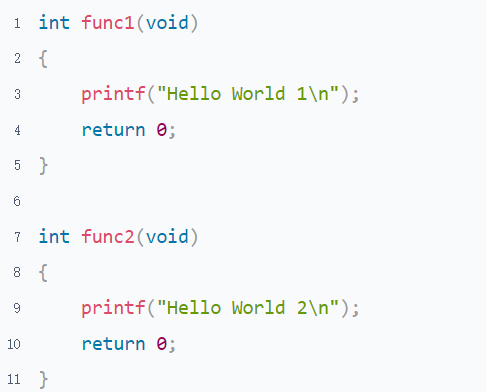 1 int func1(void)
2 {
3     printf("Hello World 1\n");
4     return 0;
5 }
6
7 int func2(void)
8 {
9     printf("Hello World 2\n");
10     return 0;
11 }